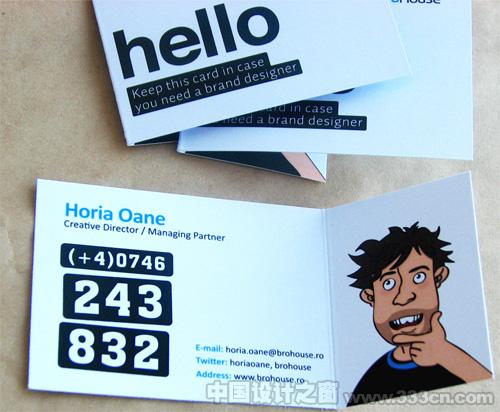 House
hello
Keep this card in case
you need a brand designer
in case
brand designer
Horia Oane
Creative Director / Managing Partner
(+4)0746
243
832
E-mail: horia.oane@brohouse.ro
Twitter: horiaoane, brohouse
Address: www.brohouse.ro
中国设计之窗 www.333cn.com